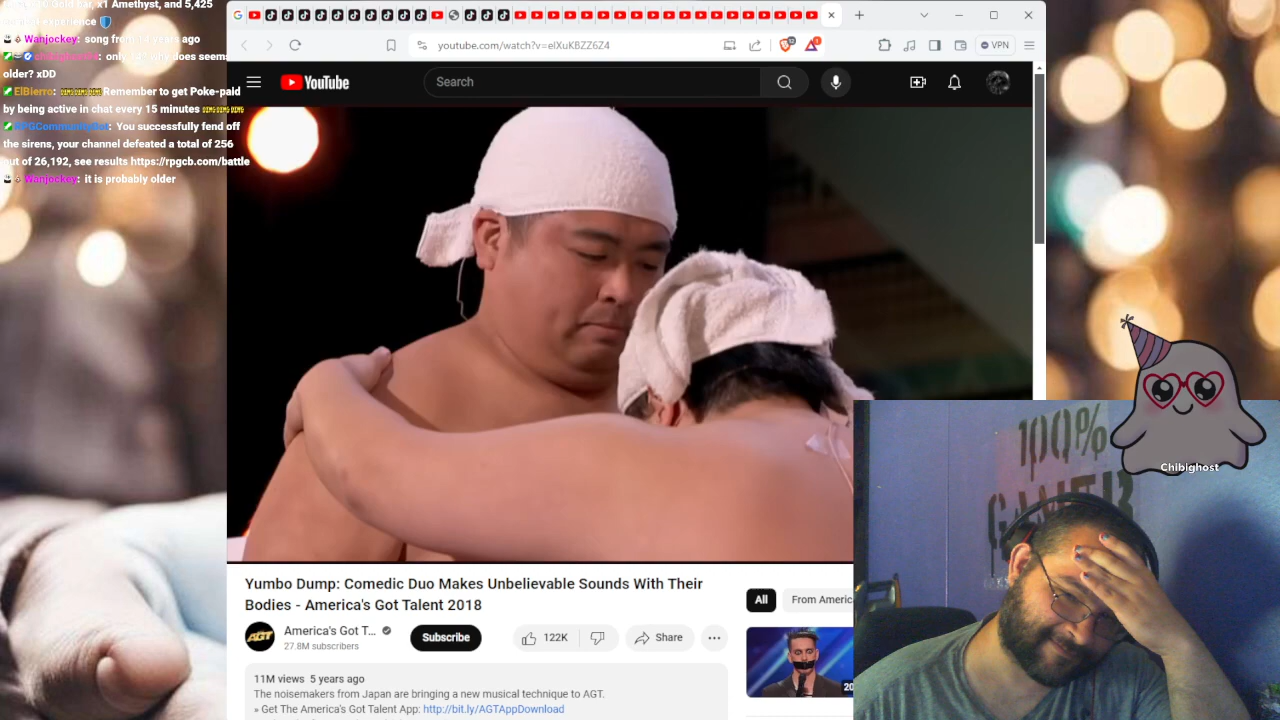 Gold bar, x1 Amethyst, and 5,425
experience
Wanjockey: song from years ago
only does seems
older? xDD
ElBierro: Remember to get Poke-paid
by being active in chat every 15 minutes
You successfully fend off
the sirens, your channel defeated a total of 256
out of 26,192, see results https://rpgcb.com/battle
Wanjockey: it is probably older
youtube.com/watch?v=eIXuKBZZ6Z4
VPN
YouTube
Search
100%
GAMER
Chibighost
Yumbo Dump: Comedic Duo Makes Unbelievable Sounds With Their
Bodies - America's Got Talent 2018
AGT
America's Got T...
27.8M subscribers
Subscribe
122K
Share
All
From Americ
20
11M views 5 years ago
The noisemakers from Japan are bringing a new musical technique to AGT.
» Get The America's Got Talent App: http://bit.ly/AGTAppDownload